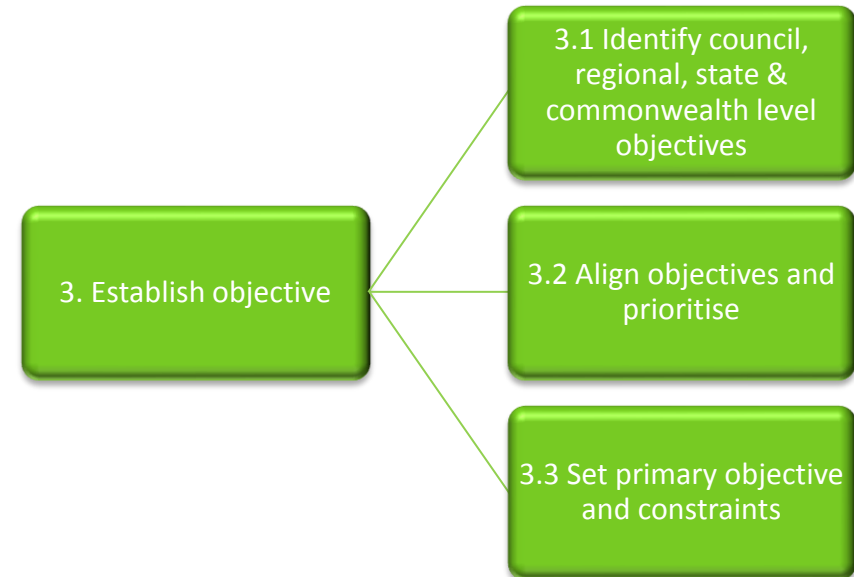 3.1 Identify council,
regional, state &
commonwealth level
objectives
3. Establish objective
3.2 Align objectives and
prioritise
3.3 Set primary objective
and constraints